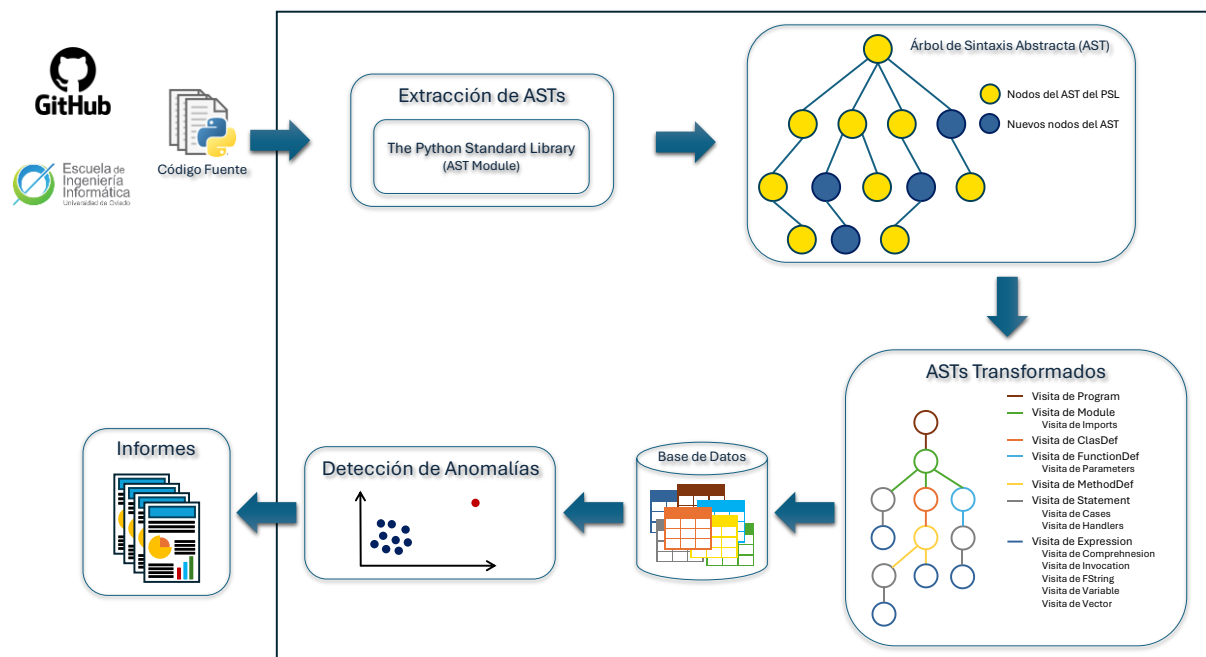 GitHub
Escuela de
Ingeniería
Informática
Universidad de Oviedo
Código Fuente
Extracción de ASTs
The Python Standard Library
(AST Module)
Árbol de Sintaxis Abstracta (AST)
Nodos del AST del PSL
Nuevos nodos del AST
ASTs Transformados
Visita de Program
Visita de Module
Visita de Imports
Visita de ClasDef
Visita de FunctionDef
Visita de Parameters
Visita de MethodDef
Visita de Statement
Visita de Cases
Visita de Handlers
Visita de Expression
Visita de Comprehnesion
Visita de Invocation
Visita de FString
Visita de Variable
Visita de Vector
Base de Datos
Detección de Anomalías
Informes